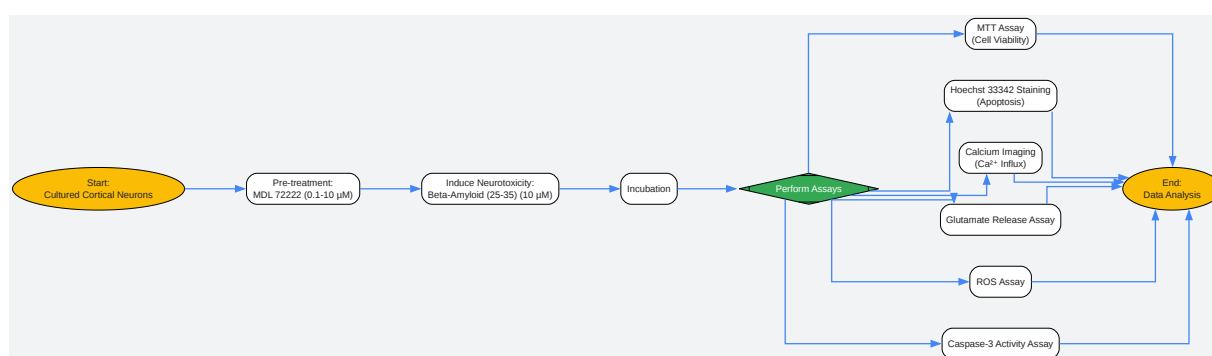 Start:
Cultured Cortical Neurons
Pre-treatment:
MDL 72222 (0.1-10 µM)
Induce Neurotoxicity:
Beta-Amyloid (25-35) (10 µM)
Incubation
Perform Assays
MTT Assay
(Cell Viability)
Hoechst 33342 Staining
(Apoptosis)
Calcium Imaging
(Ca²⁺ Influx)
Glutamate Release Assay
ROS Assay
Caspase-3 Activity Assay
End:
Data Analysis